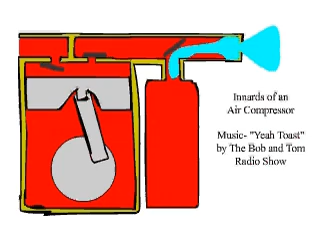 Innards of an
Air Compressor
Music- "Yeah Toast"
by The Bob and Tom
Radio Show